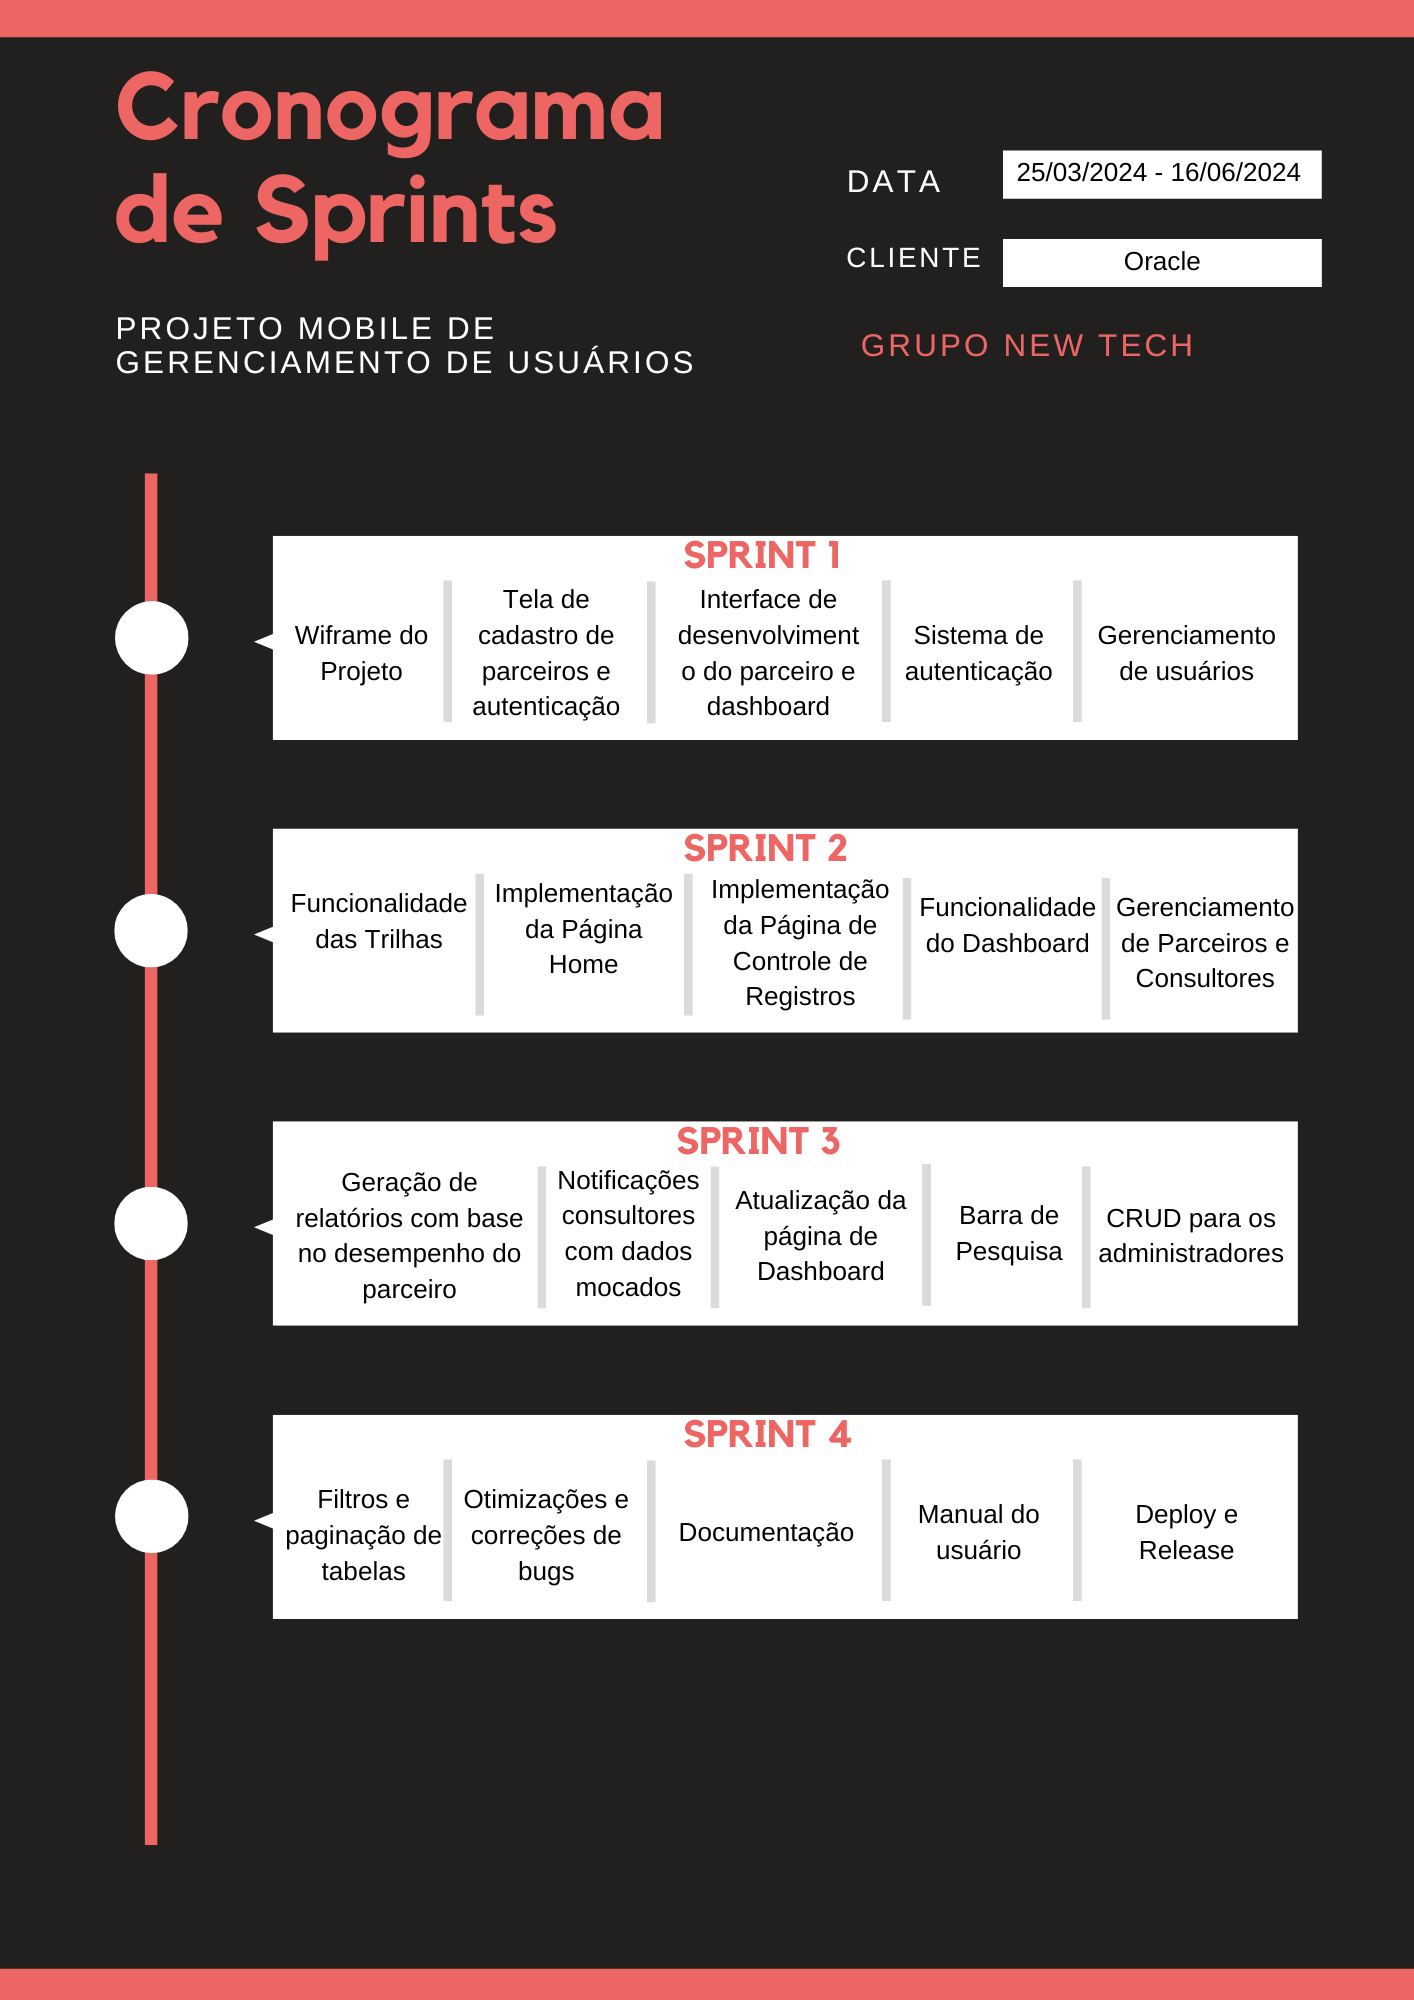 Cronograma
de Sprints
PROJETO MOBILE DE
GERENCIAMENTO DE USUÁRIOS
DATA
25/03/2024 - 16/06/2024
CLIENTE
Oracle
GRUPO NEW TECH
SPRINT 1
Wiframe do
Projeto
Tela de
cadastro de
parceiros e
autenticação
Interface de
desenvolviment
o do parceiro e
dashboard
Sistema de
autenticação
Gerenciamento
de usuários
SPRINT 2
Funcionalidade
das Trilhas
Implementação
da Página
Home
Implementação
da Página de
Controle de
Registros
Funcionalidade
do Dashboard
Gerenciamento
de Parceiros e
Consultores
SPRINT 3
Geração de
relatórios com base
no desempenho do
parceiro
Notificações
consultores
com dados
mocados
Atualização da
página de
Dashboard
Barra de
Pesquisa
CRUD para os
administradores
SPRINT 4
Filtros e
paginação de
tabelas
Otimizações e
correções de
bugs
Documentação
Manual do
usuário
Deploy e
Release